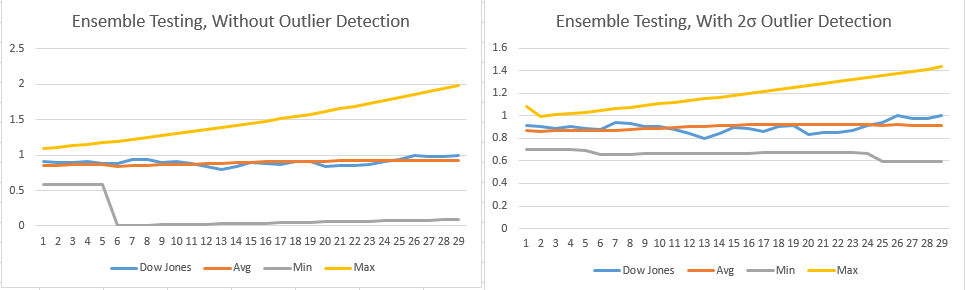 Ensemble Testing, Without Outlier Detection
2.5
2
1.5
1
0.5
0
1 2 3 4 5 6 7 8 9 10 11 12 13 14 15 16 17 18 19 20 21 22 23 24 25 26 27 28 29
Dow Jones Avg Min Max
Ensemble Testing, With 2σ Outlier Detection
1.6
1.4
1.2
1
0.8
0.6
0.4
0.2
0
1 2 3 4 5 6 7 8 9 10 11 12 13 14 15 16 17 18 19 20 21 22 23 24 25 26 27 28 29
Dow Jones Avg Min Max